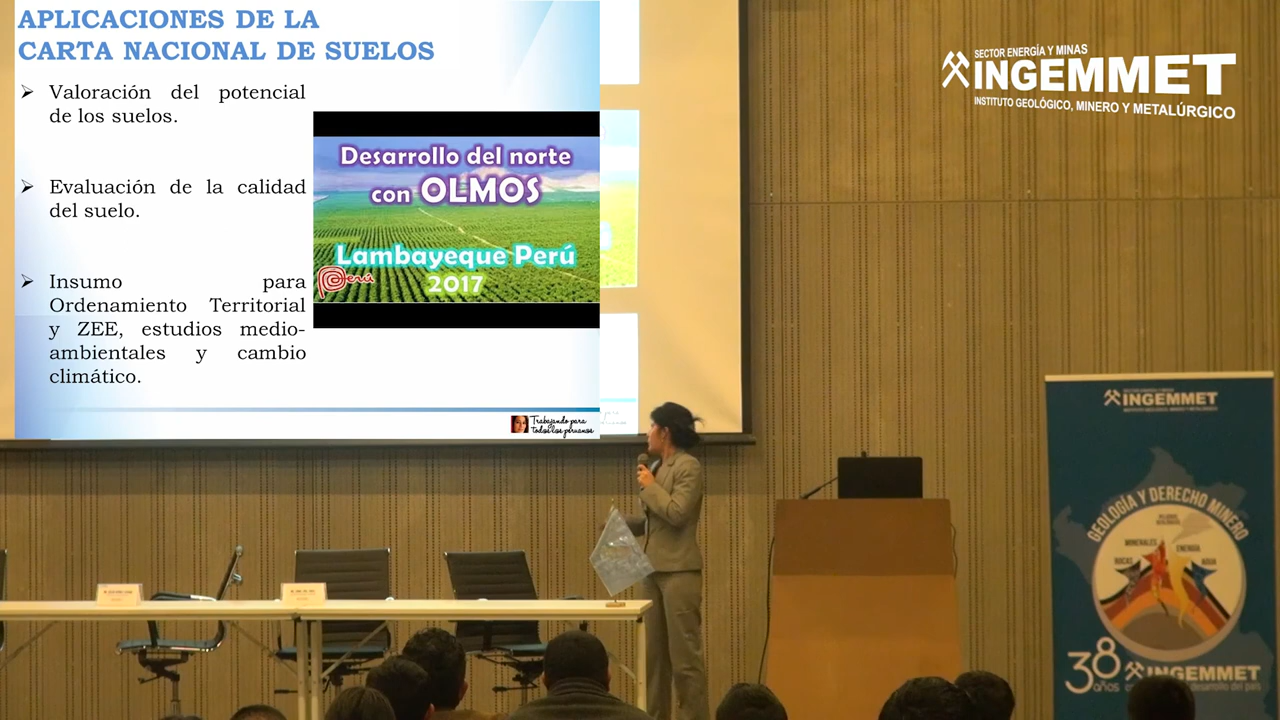 APLICACIONES DE LA
CARTA NACIONAL DE SUELOS
➢ Valoración del potencial
de los suelos.
➢ Evaluación de la calidad
del suelo.
➢ Insumo para
Ordenamiento Territorial
y ZEE, estudios medio-
ambientales y cambio
climático.
Desarrollo del norte
con OLMOS
Lambayeque Perú
Perú
2017
Trabajando para
todos los peruanos
SECTOR ENERGÍA Y MINAS
INGEMMET
INSTITUTO GEOLÓGICO, MINERO Y METALÚRGICO
INGEMMET
GEOLOGÍA Y DERECHO MINERO
MINERALES
ENERGÍA
ROCAS
AGUA
38
años
INGEMMET
desarrollo del país